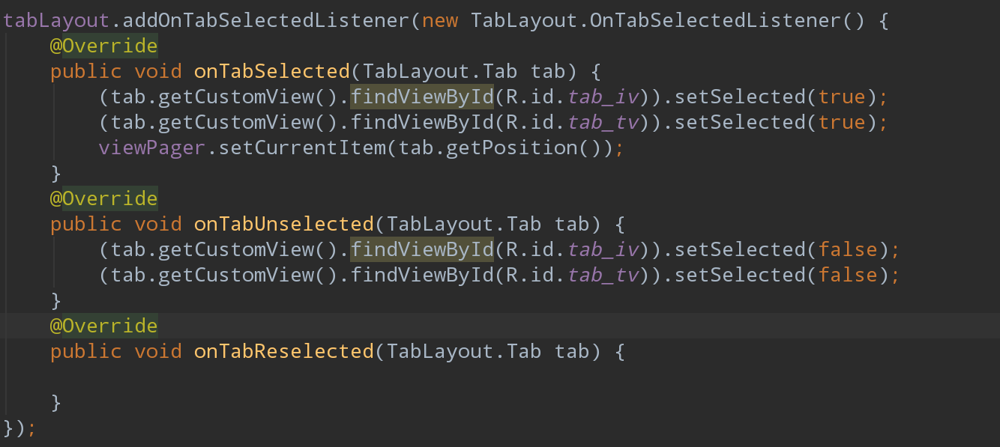 tabLayout.addOnTabSelectedListener(new TabLayout.OnTabSelectedListener() {
@Override
public void onTabSelected(TabLayout.Tab tab) {
(tab.getCustomView().findViewById(R.id.tab_iv)).setSelected(true);
(tab.getCustomView().findViewById(R.id.tab_tv)).setSelected(true);
viewPager.setCurrentItem(tab.getPosition());
}
@Override
public void onTabUnselected(TabLayout.Tab tab) {
(tab.getCustomView().findViewById(R.id.tab_iv)).setSelected(false);
(tab.getCustomView().findViewById(R.id.tab_tv)).setSelected(false);
}
@Override
public void onTabReselected(TabLayout.Tab tab) {
}
});